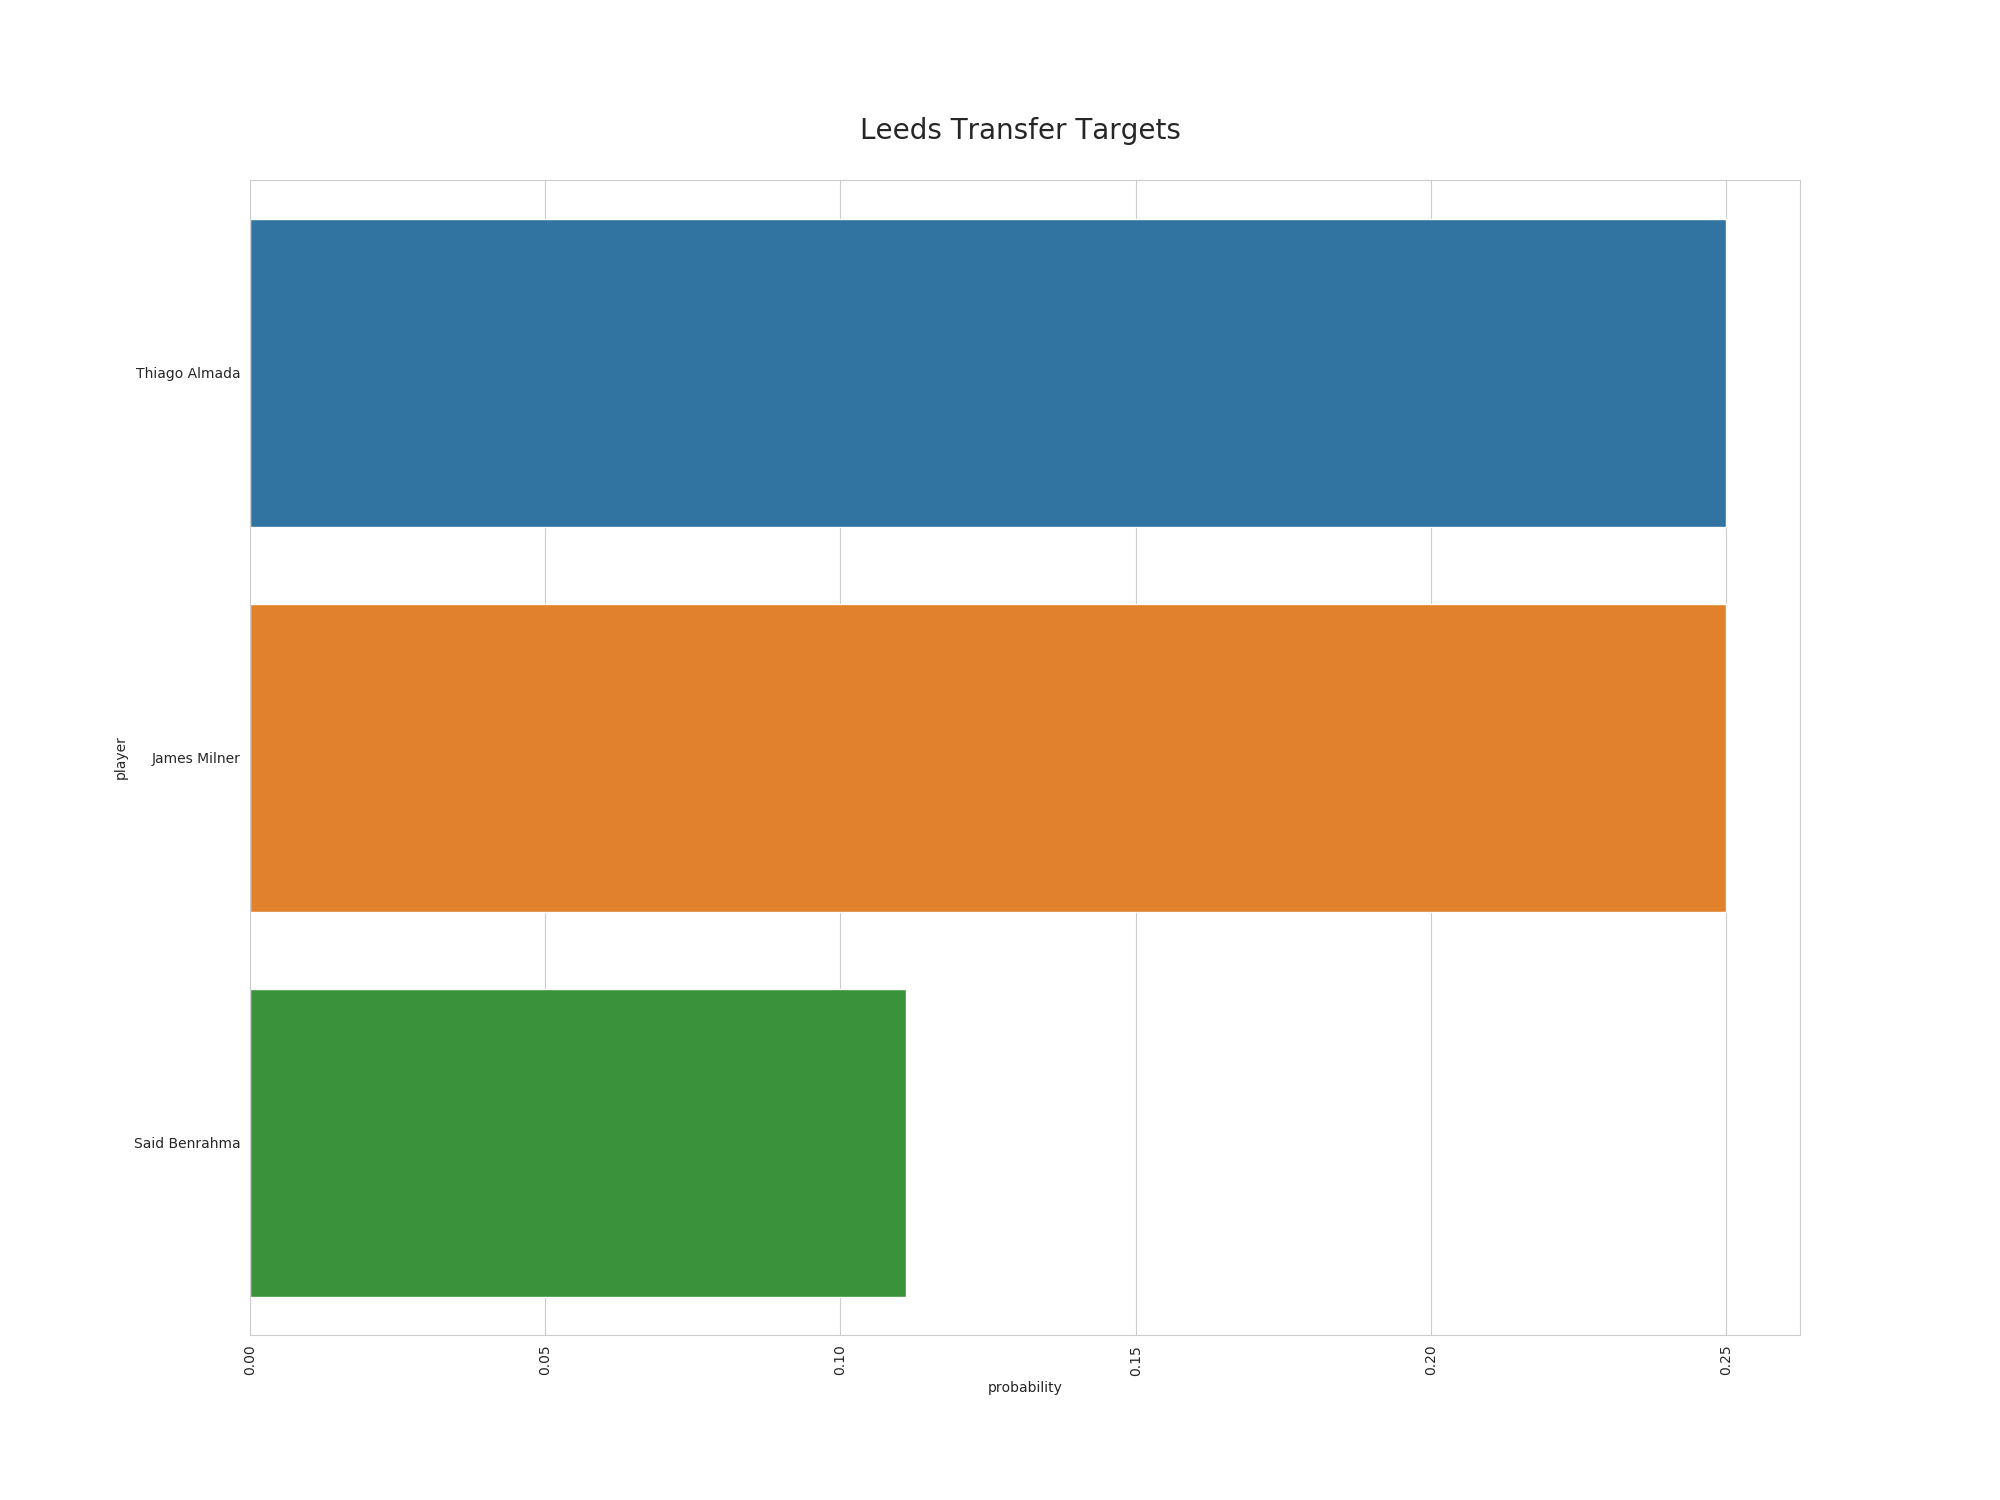 Leeds Transfer Targets
Thiago Almada
James Milner
Said Benrahma
player
0.00
0.05
0.10
0.15
0.20
0.25
probability